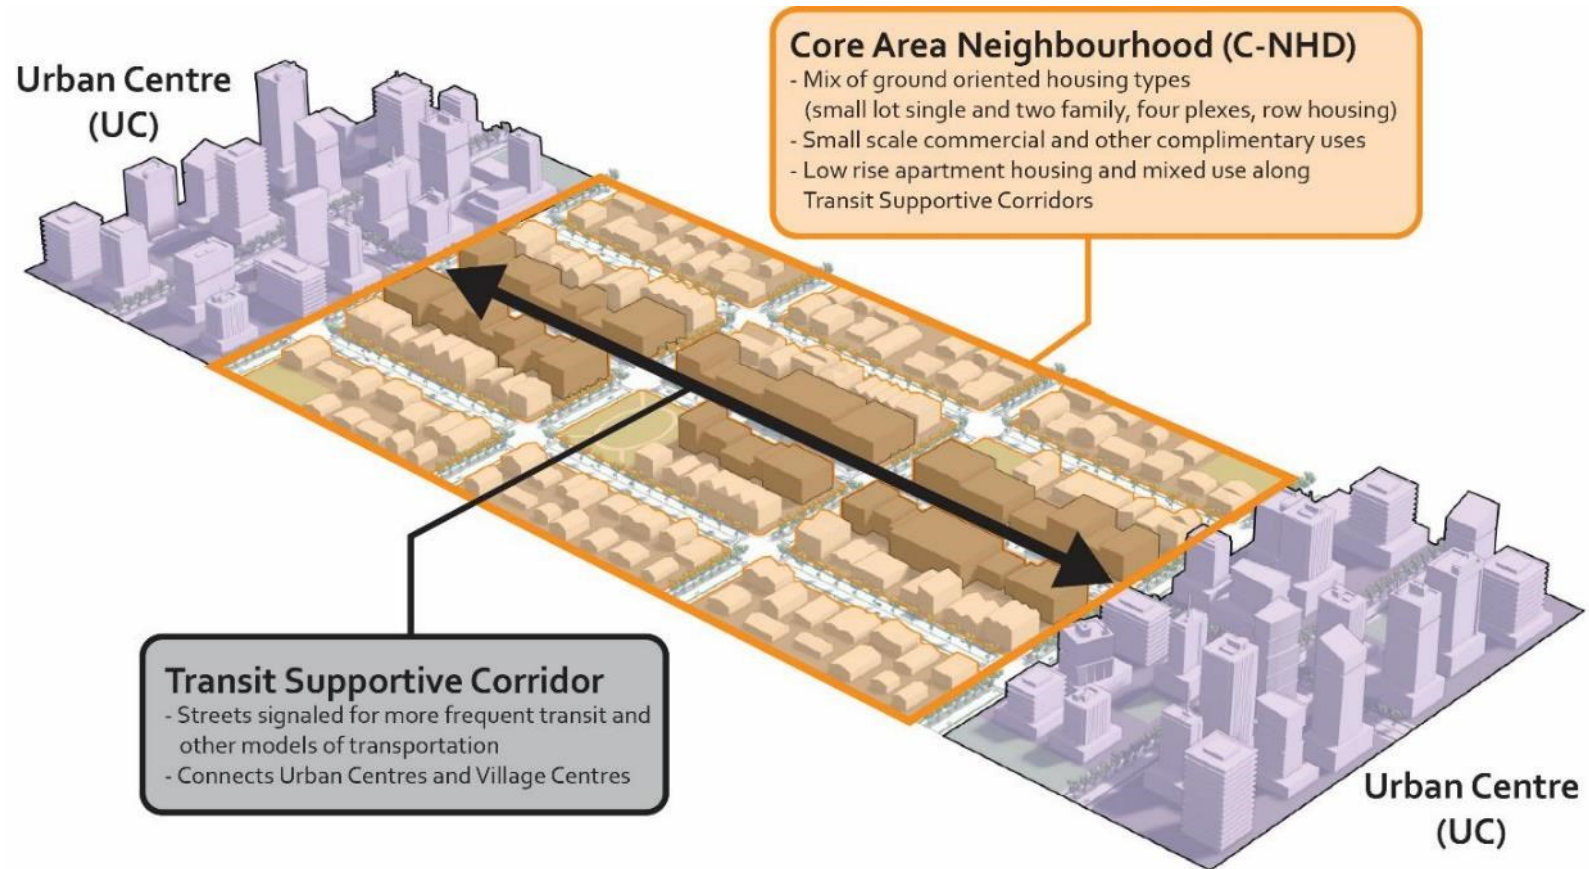 Urban Centre
(UC)
Core Area Neighbourhood (C-NHD)
- Mix of ground oriented housing types
(small lot single and two family, four plexes, row housing)
- Small scale commercial and other complimentary uses
- Low rise apartment housing and mixed use along
Transit Supportive Corridors
Transit Supportive Corridor
- Streets signaled for more frequent transit and
other models of transportation
- Connects Urban Centres and Village Centres
Urban Centre
(UC)